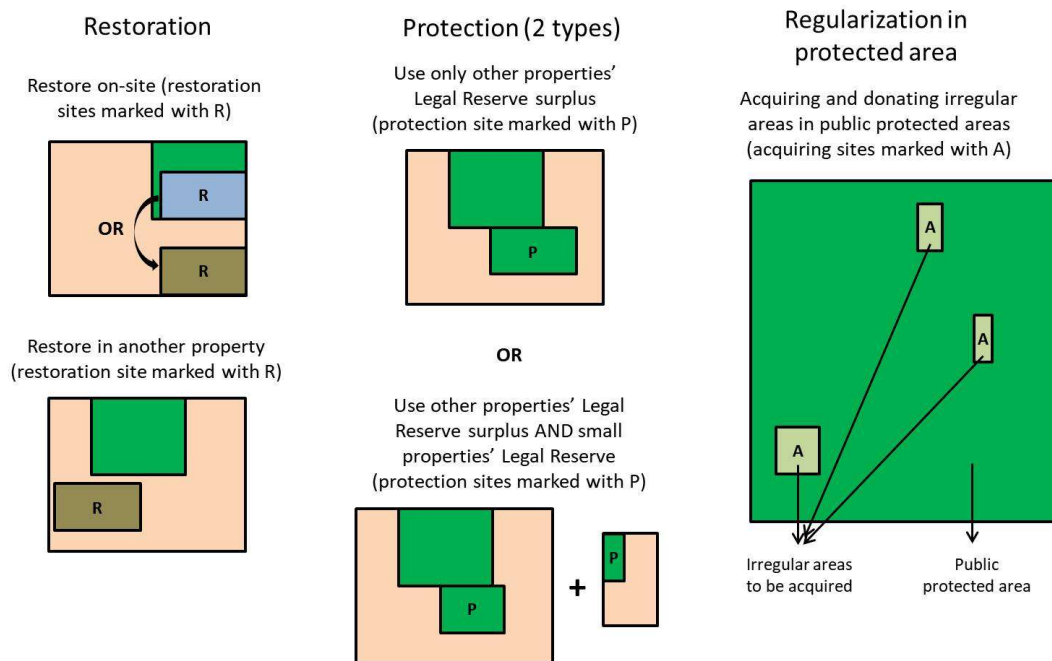 Restoration
Restore on-site (restoration
sites marked with R)
R
OR
R
Restore in another property
(restoration site marked with R)
R
Protection (2 types)
Use only other properties’
Legal Reserve surplus
(protection site marked with P)
P
OR
Use other properties’ Legal
Reserve surplus AND small
properties’ Legal Reserve
(protection sites marked with P)
P
+
P
Regularization in
protected area
Acquiring and donating irregular
areas in public protected areas
(acquiring sites marked with A)
A
A
A
Irregular areas
to be acquired
Public
protected area